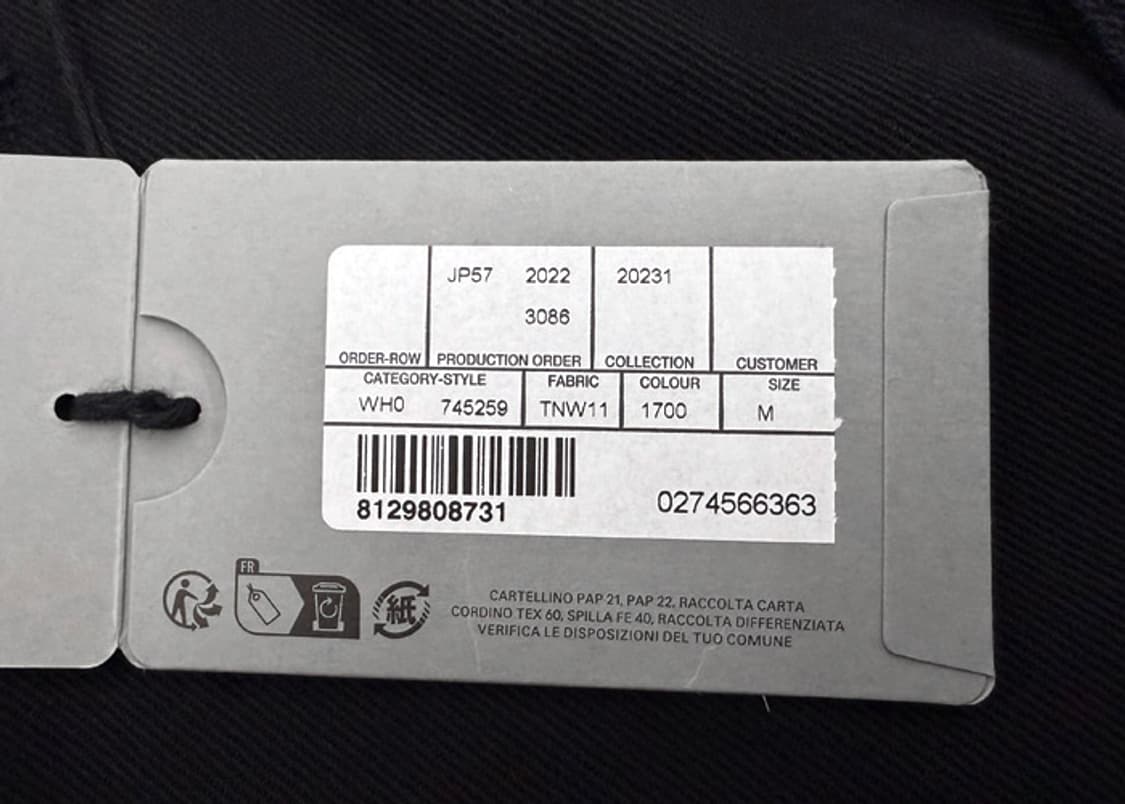 JP57 2022 20231
3086
ORDER-ROW PRODUCTION ORDER COLLECTION CUSTOMER
CATEGORY-STYLE FABRIC COLOUR SIZE
WH0 745259 TNW11 1700 M
8129808731 0274566363
FR
紙
CARTELLINO PAP 21, PAP 22, RACCOLTA CARTA
CORDINO TEX 60, SPILLA FE 40, RACCOLTA DIFFERENZIATA
VERIFICA LE DISPOSIZIONI DEL TUO COMUNE